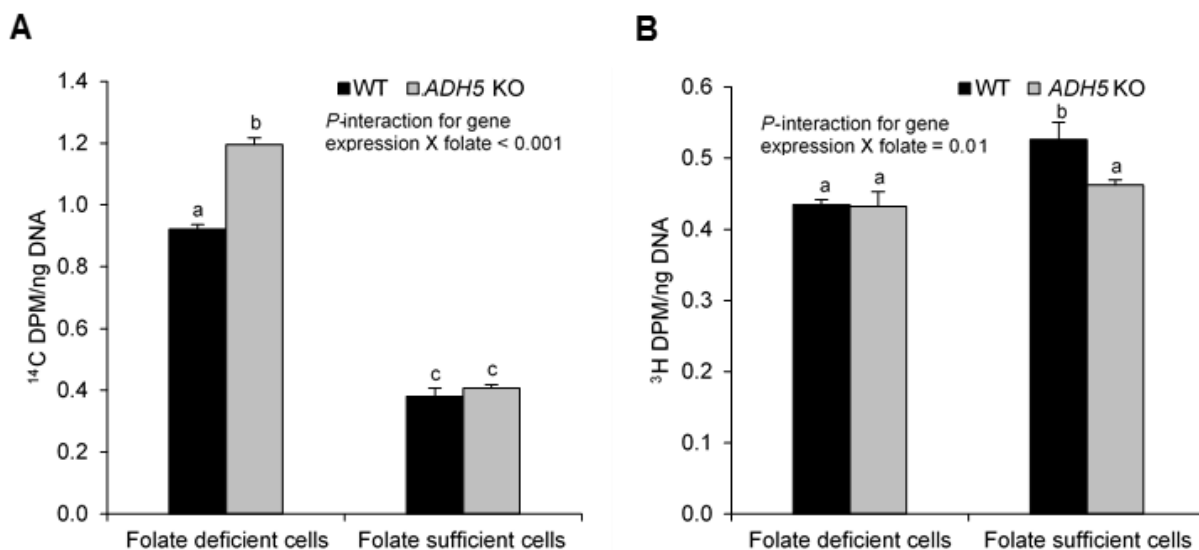 A
WT ADH5 KO
P-interaction for gene
expression X folate < 0.001
1.4
1.2
1.0
0.8
0.6
0.4
0.2
0.0
¹⁴C DPM/ng DNA
a
b
c
c
Folate deficient cells
Folate sufficient cells
B
WT ADH5 KO
P-interaction for gene
expression X folate = 0.01
0.6
0.5
0.4
0.3
0.2
0.1
0.0
³H DPM/ng DNA
a
a
b
a
Folate deficient cells
Folate sufficient cells